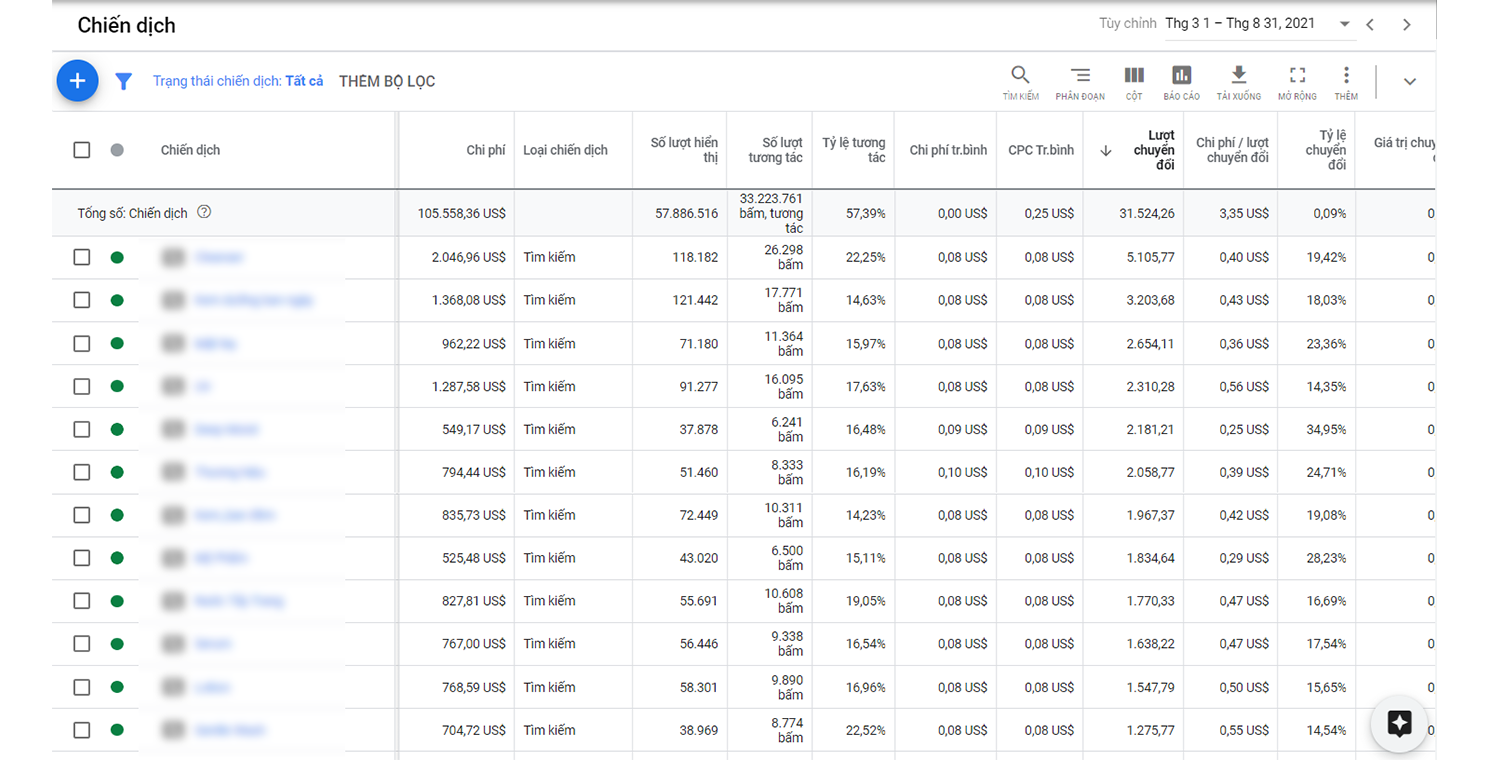 Chiến dịch
Tùy chỉnh Thg 3 1 – Thg 8 31, 2021
Trạng thái chiến dịch: Tất cả THÊM BỘ LỌC
TÌM KIẾM PHÂN ĐOẠN CỘT BÁO CÁO TẢI XUỐNG MỞ RỘNG THÊM
Chiến dịch
Chi phí
Loại chiến dịch
Số lượt hiển
thị
Số lượt
tương tác
Tỷ lệ tương
tác
Chi phí tr.bình
CPC Tr.bình
Lượt
chuyển
đổi
Chi phí / lượt
chuyển đổi
Tỷ lệ
chuyển
đổi
Giá trị chuy
Tổng số: Chiến dịch
105.558,36 US$
57.886.516
33.223.761
bấm, tương
tác
57,39% 0,00 US$ 0,25 US$ 31.524,26 3,35 US$ 0,09% 0
2.046,96 US$ Tìm kiếm 118.182
26.298
bấm
22,25% 0,08 US$ 0,08 US$ 5.105,77 0,40 US$ 19,42% 0
1.368,08 US$ Tìm kiếm 121.442
17.771
bấm
14,63% 0,08 US$ 0,08 US$ 3.203,68 0,43 US$ 18,03% 0
962,22 US$ Tìm kiếm 71.180
11.364
bấm
15,97% 0,08 US$ 0,08 US$ 2.654,11 0,36 US$ 23,36% 0
1.287,58 US$ Tìm kiếm 91.277
16.095
bấm
17,63% 0,08 US$ 0,08 US$ 2.310,28 0,56 US$ 14,35% 0
549,17 US$ Tìm kiếm 37.878
6.241
bấm
16,48% 0,09 US$ 0,09 US$ 2.181,21 0,25 US$ 34,95% 0
794,44 US$ Tìm kiếm 51.460
8.333
bấm
16,19% 0,10 US$ 0,10 US$ 2.058,77 0,39 US$ 24,71% 0
835,73 US$ Tìm kiếm 72.449
10.311
bấm
14,23% 0,08 US$ 0,08 US$ 1.967,37 0,42 US$ 19,08% 0
525,48 US$ Tìm kiếm 43.020
6.500
bấm
15,11% 0,08 US$ 0,08 US$ 1.834,64 0,29 US$ 28,23% 0
827,81 US$ Tìm kiếm 55.691
10.608
bấm
19,05% 0,08 US$ 0,08 US$ 1.770,33 0,47 US$ 16,69% 0
767,00 US$ Tìm kiếm 56.446
9.338
bấm
16,54% 0,08 US$ 0,08 US$ 1.638,22 0,47 US$ 17,54% 0
768,59 US$ Tìm kiếm 58.301
9.890
bấm
16,96% 0,08 US$ 0,08 US$ 1.547,79 0,50 US$ 15,65% 0
704,72 US$ Tìm kiếm 38.969
8.774
bấm
22,52% 0,08 US$ 0,08 US$ 1.275,77 0,55 US$ 14,54% 0